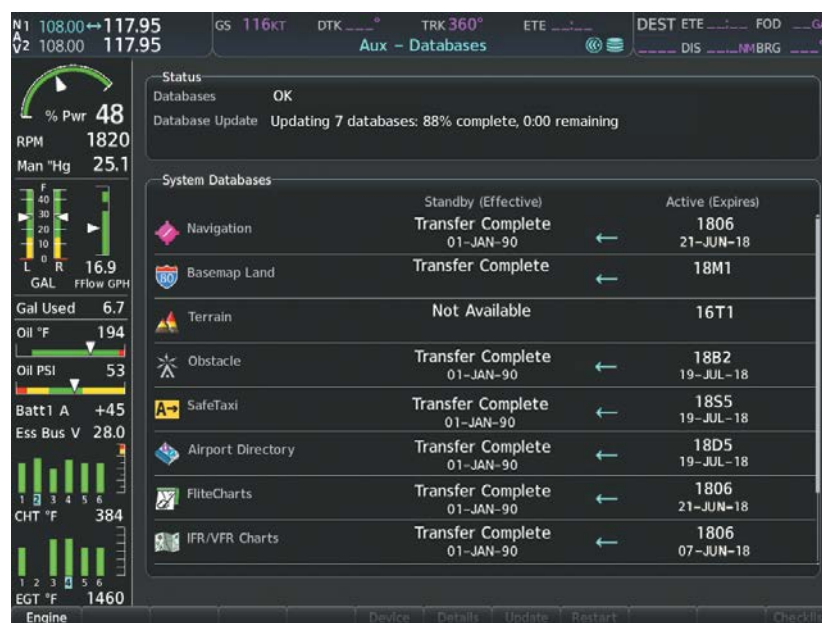 N1 108.00↔117.95 GS 116KT DTK ___° TRK 360° ETE __:__ DEST ETE __:__ FOD __G
A
V2 108.00 117.95 Aux – Databases ____ DIS __.__NM BRG ___°
Status
Databases OK
Database Update Updating 7 databases: 88% complete, 0:00 remaining
% Pwr 48
RPM 1820
Man "Hg 25.1
F
40
30
20
10
0
L R 16.9
GAL FFlow GPH
Gal Used 6.7
Oil °F 194
Oil PSI 53
Batt1 A +45
Ess Bus V 28.0
1 2 3 4 5 6
CHT °F 384
1 2 3 4 5 6
EGT °F 1460
System Databases
Standby (Effective) Active (Expires)
Navigation Transfer Complete ← 1806
01-JAN-90 21-JUN-18
80 Basemap Land Transfer Complete ← 18M1
Terrain Not Available 16T1
Obstacle Transfer Complete ← 18B2
01-JAN-90 19-JUL-18
A→ SafeTaxi Transfer Complete ← 18S5
01-JAN-90 19-JUL-18
Airport Directory Transfer Complete ← 18D5
01-JAN-90 19-JUL-18
FliteCharts Transfer Complete ← 1806
01-JAN-90 21-JUN-18
IFR/VFR Charts Transfer Complete ← 1806
01-JAN-90 07-JUN-18
Engine Device Details Update Restart Checklis